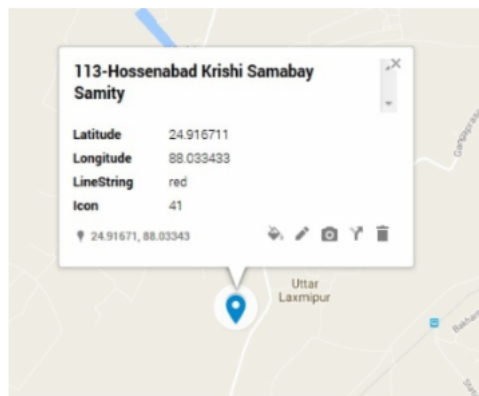 113-Hossenabad Krishi Samabay
Samity
Latitude 24.916711
Longitude 88.033433
LineString red
Icon 41
24.91671, 88.03343
Uttar
Laxmipur